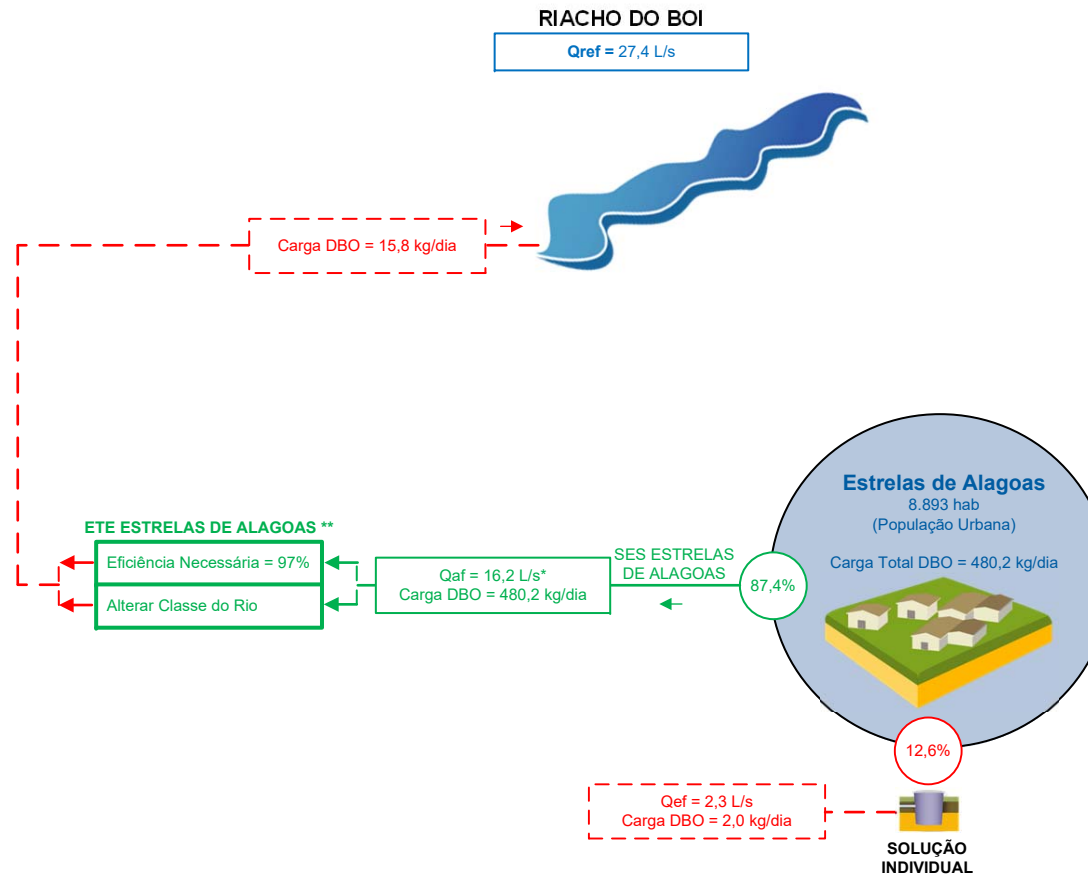 RIACHO DO BOI
Qref = 27,4 L/s
Carga DBO = 15,8 kg/dia
Estrelas de Alagoas
8.893 hab
(População Urbana)
Carga Total DBO = 480,2 kg/dia
ETE ESTRELAS DE ALAGOAS **
Eficiência Necessária = 97%
Alterar Classe do Rio
Qaf = 16,2 L/s*
Carga DBO = 480,2 kg/dia
SES ESTRELAS
DE ALAGOAS
87,4%
12,6%
Qef = 2,3 L/s
Carga DBO = 2,0 kg/dia
SOLUÇÃO
INDIVIDUAL